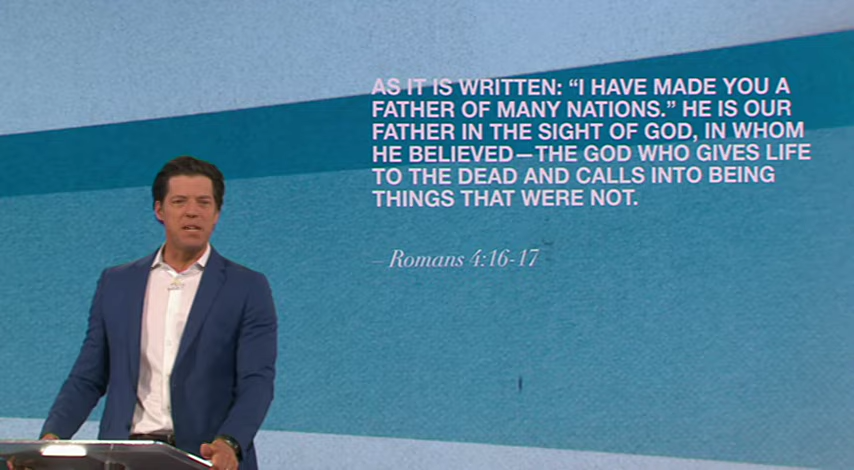 AS IT IS WRITTEN: “I HAVE MADE YOU A
FATHER OF MANY NATIONS.” HE IS OUR
FATHER IN THE SIGHT OF GOD, IN WHOM
HE BELIEVED—THE GOD WHO GIVES LIFE
TO THE DEAD AND CALLS INTO BEING
THINGS THAT WERE NOT.
– Romans 4:16-17